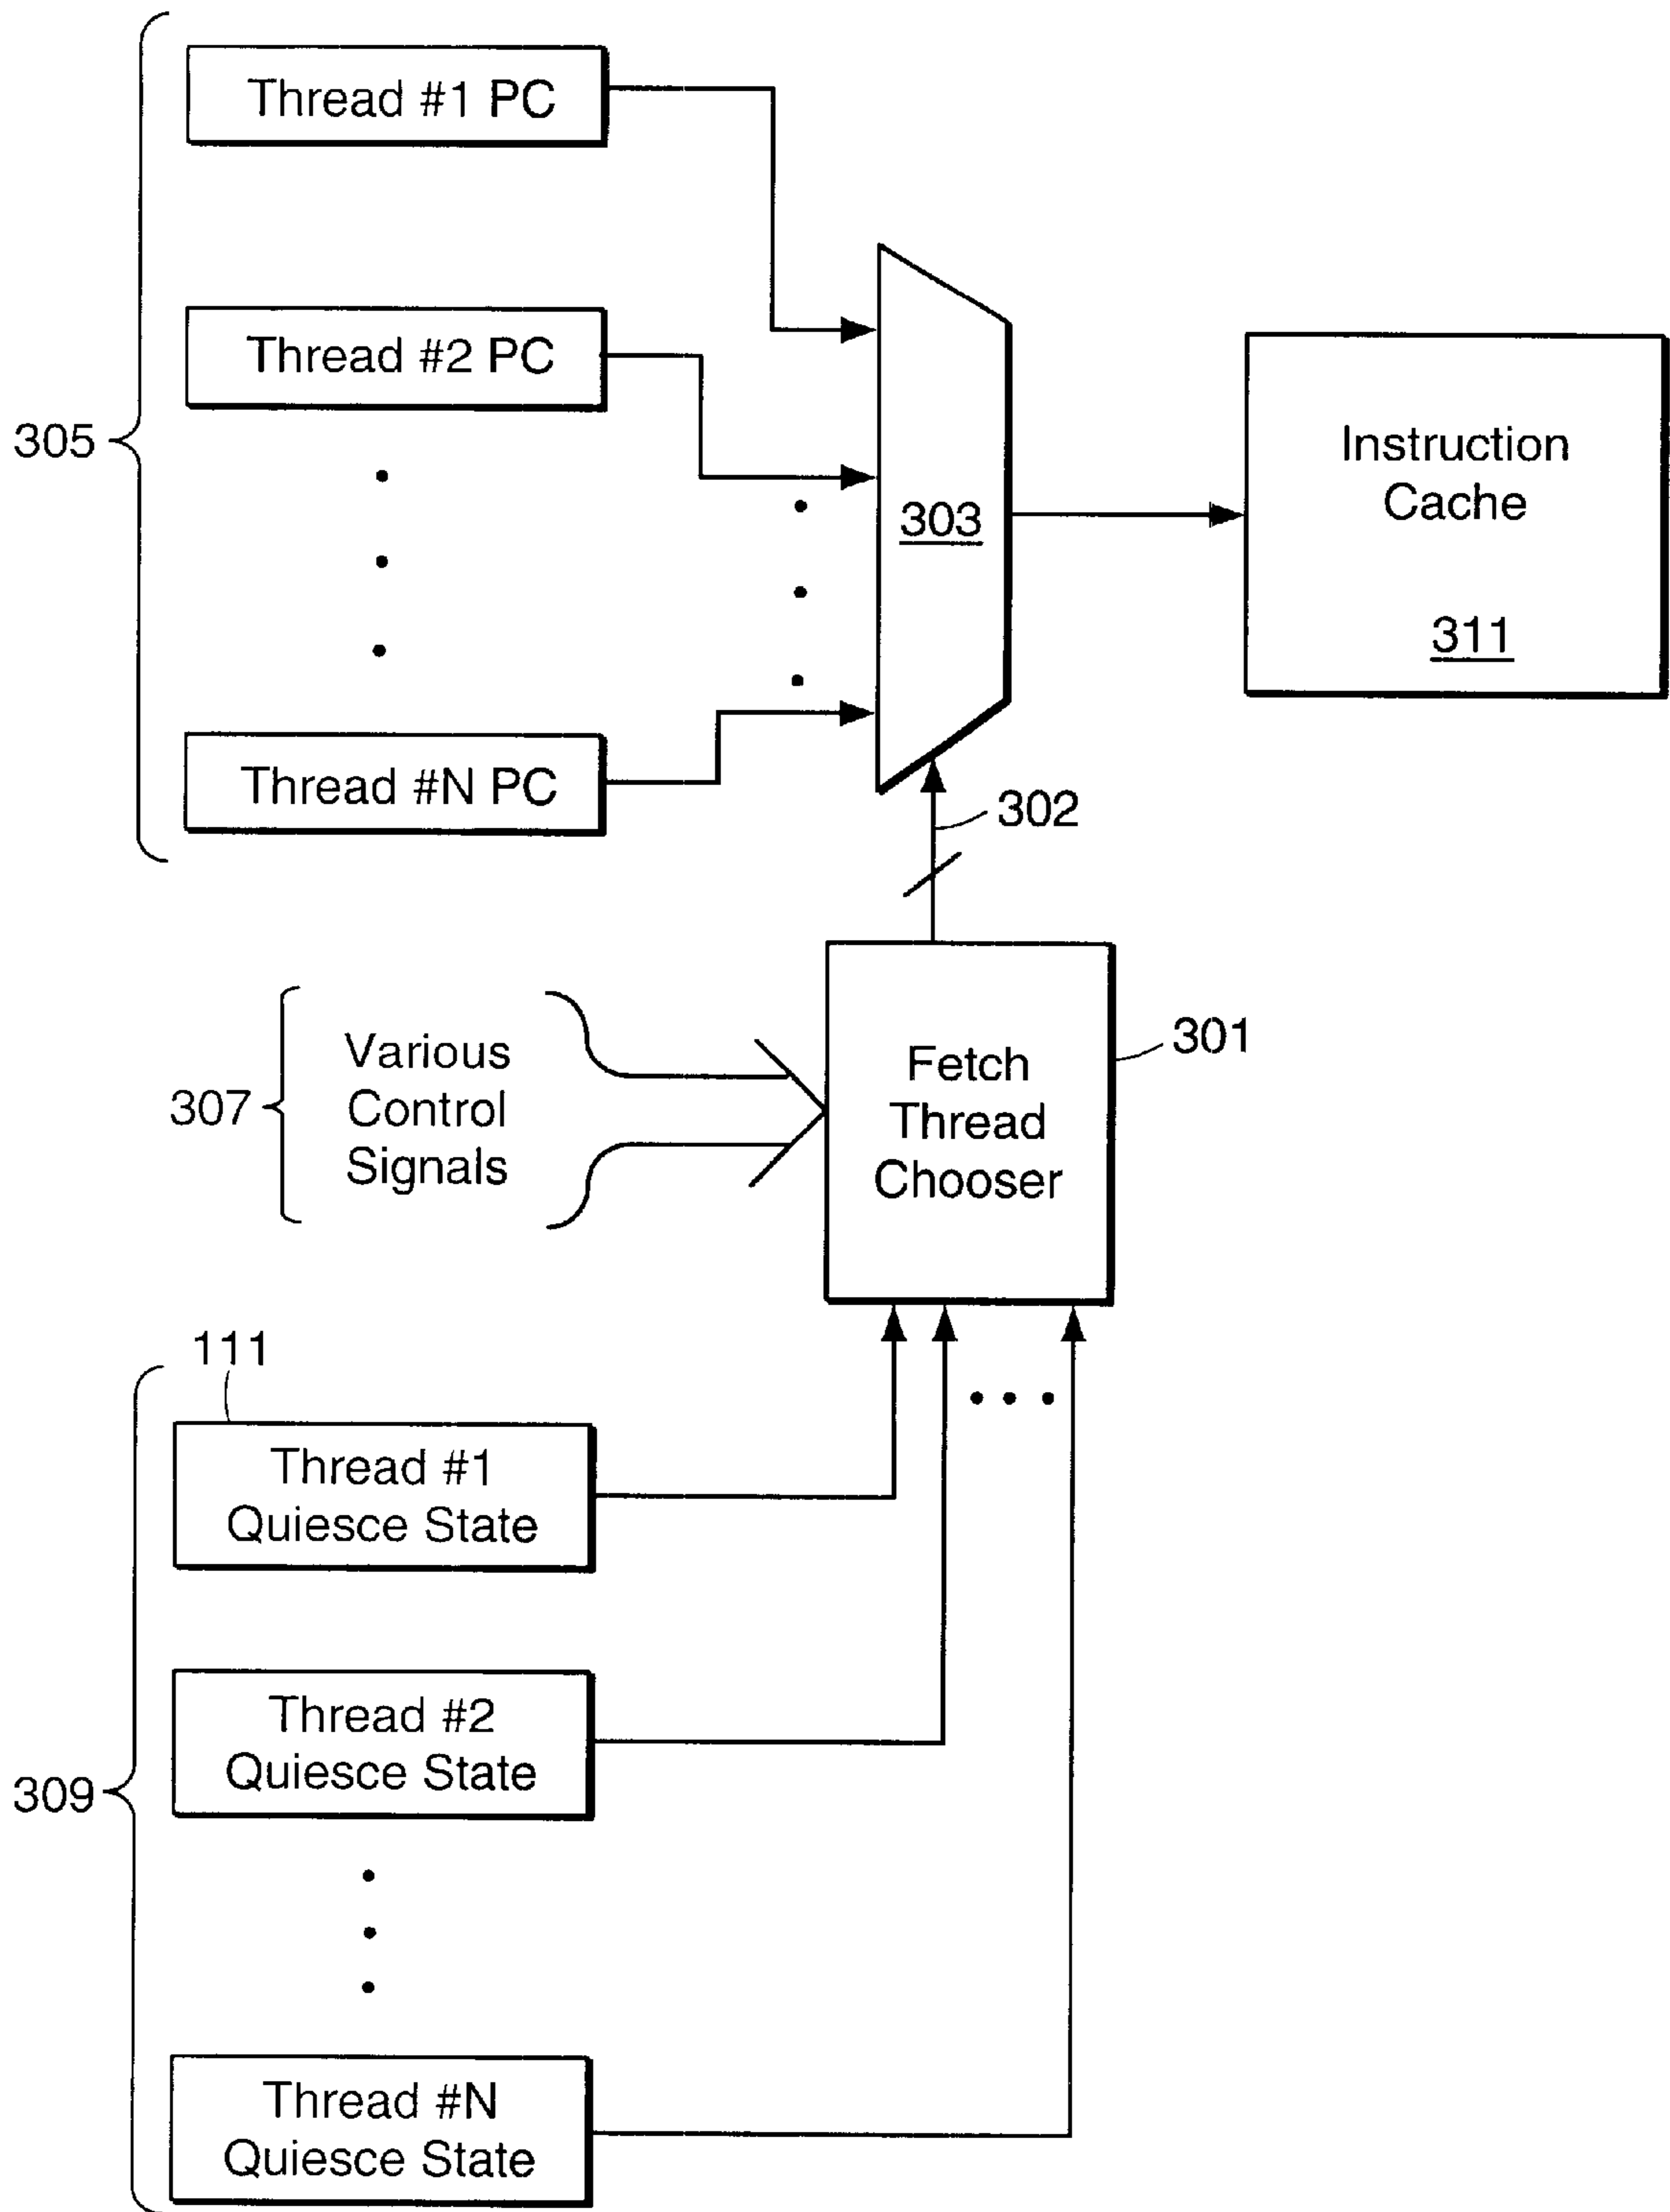 Thread #1 PC
Thread #2 PC
305
Thread #N PC
303
Instruction
Cache
311
302
307
Various
Control
Signals
Fetch
Thread
Chooser
301
111
309
Thread #1
Quiesce State
Thread #2
Quiesce State
Thread #N
Quiesce State